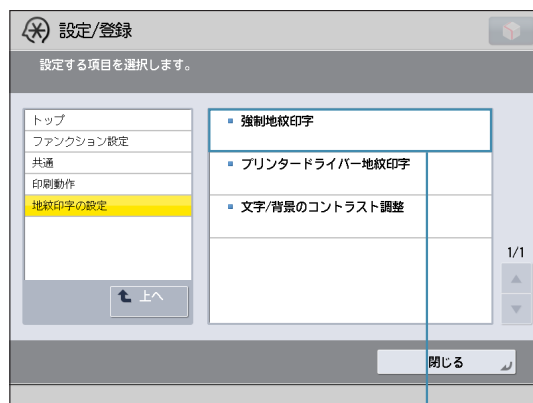 設定/登録
設定する項目を選択します。
トップ
ファンクション設定
共通
印刷動作
地紋印字の設定
上へ
強制地紋印字
プリンタードライバー地紋印字
文字/背景のコントラスト調整
1/1
閉じる